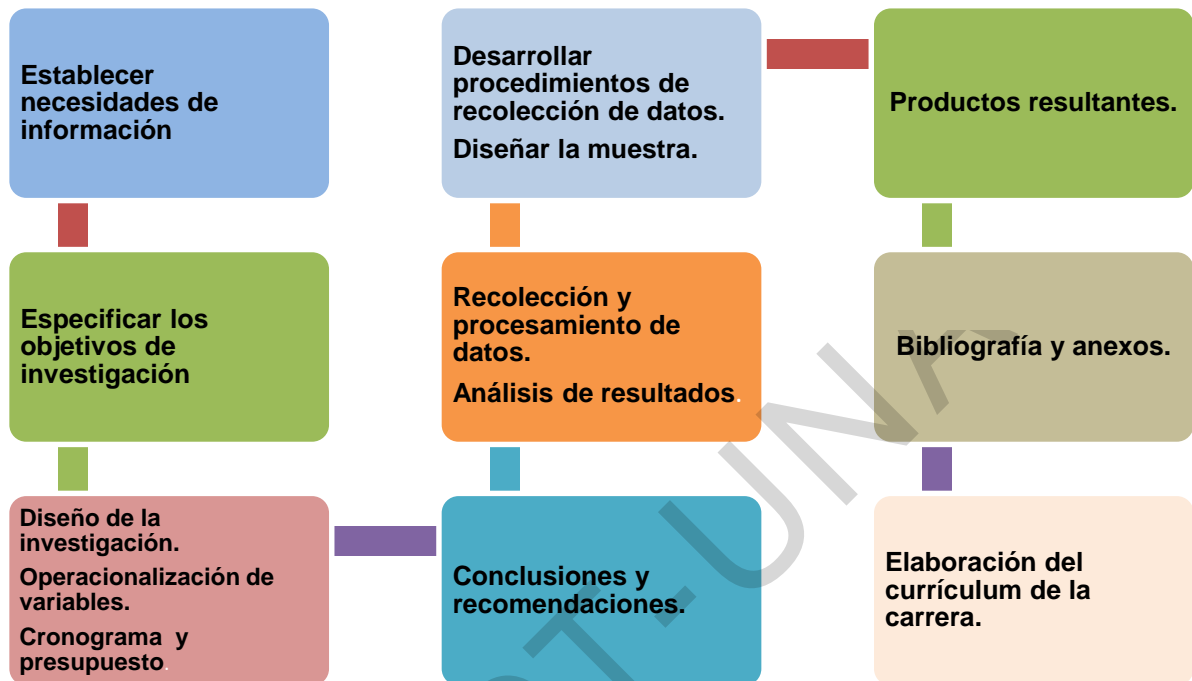 Establecer
necesidades de
información
Especificar los
objetivos de
investigación
Diseño de la
investigación.
Operacionalización de
variables.
Cronograma y
presupuesto.
Desarrollar
procedimientos de
recolección de datos.
Diseñar la muestra.
Recolección y
procesamiento de
datos.
Análisis de resultados.
Conclusiones y
recomendaciones.
Productos resultantes.
Bibliografía y anexos.
Elaboración del
currículum de la
carrera.